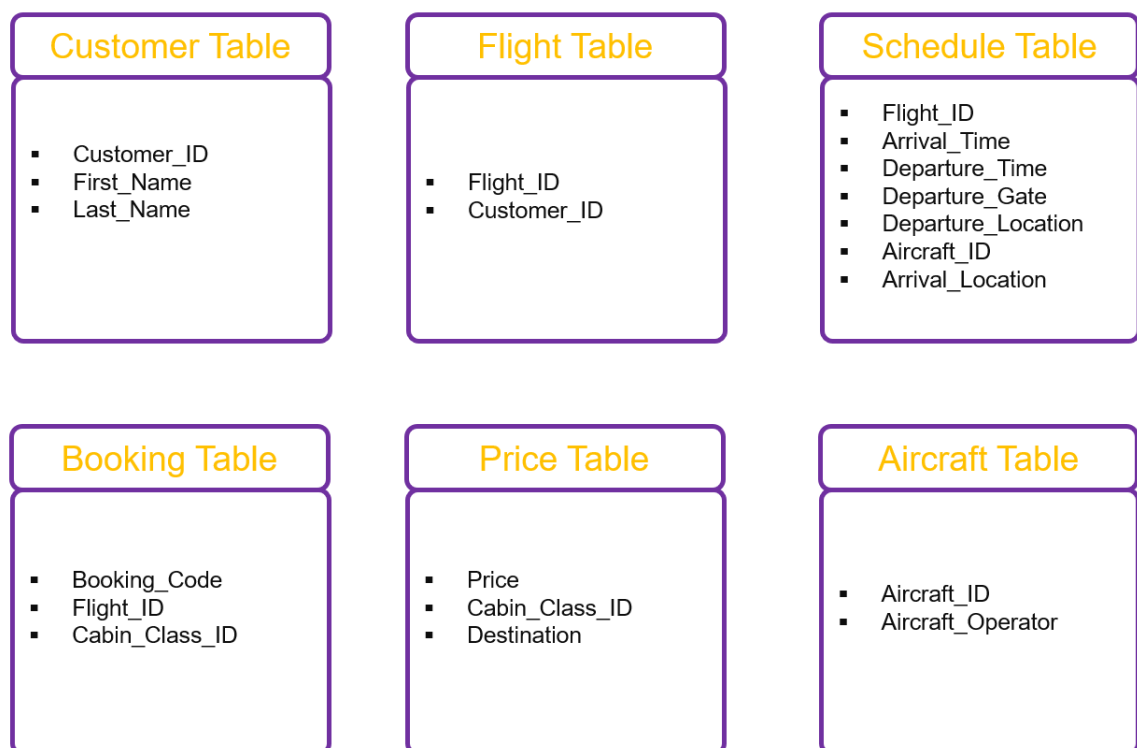 Customer Table
▪ Customer_ID
▪ First_Name
▪ Last_Name
Flight Table
▪ Flight_ID
▪ Customer_ID
Schedule Table
▪ Flight_ID
▪ Arrival_Time
▪ Departure_Time
▪ Departure_Gate
▪ Departure_Location
▪ Aircraft_ID
▪ Arrival_Location
Booking Table
▪ Booking_Code
▪ Flight_ID
▪ Cabin_Class_ID
Price Table
▪ Price
▪ Cabin_Class_ID
▪ Destination
Aircraft Table
▪ Aircraft_ID
▪ Aircraft_Operator